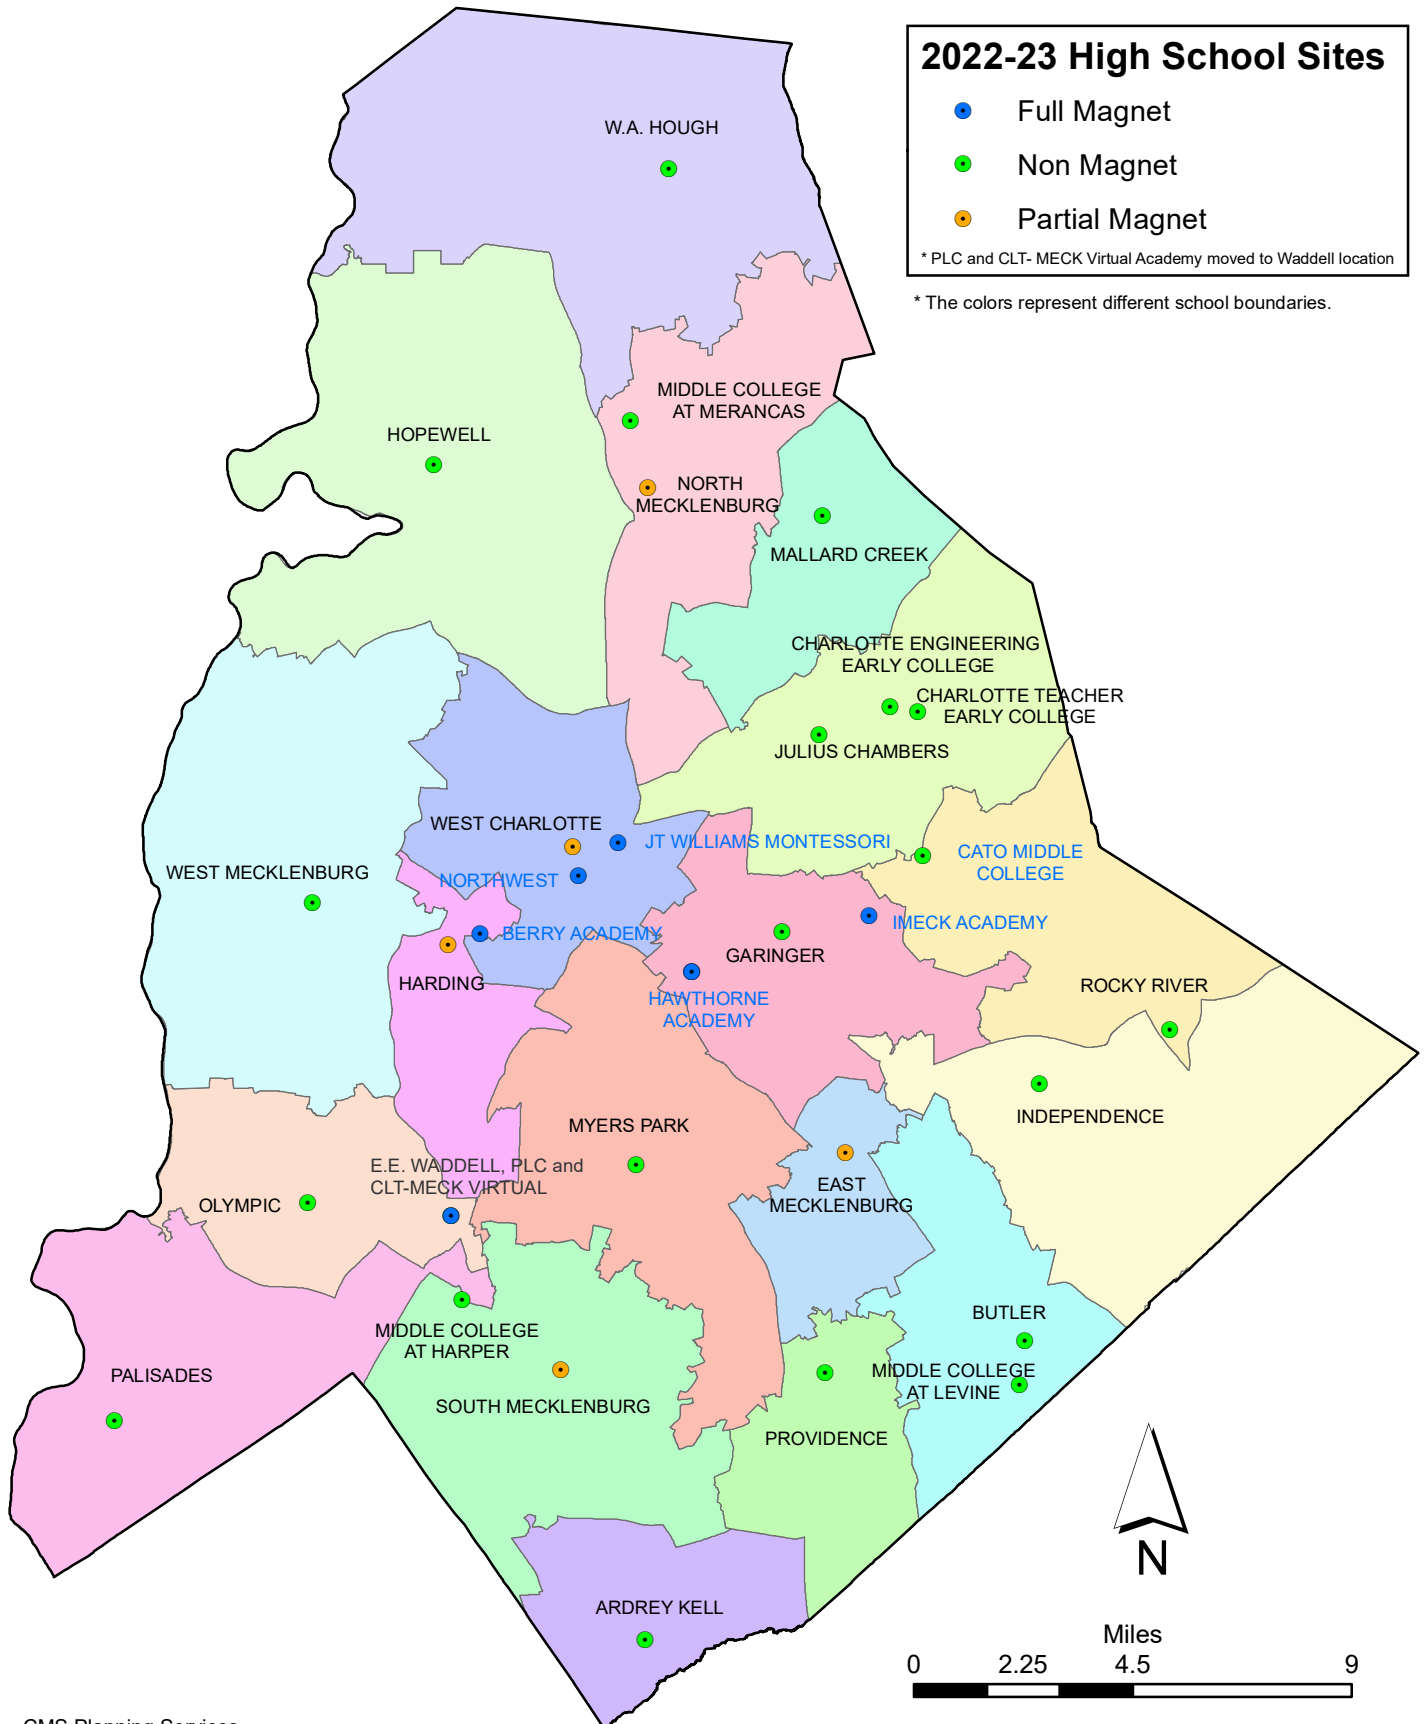 2022-23 High School Sites
Full Magnet
Non Magnet
Partial Magnet
* PLC and CLT- MECK Virtual Academy moved to Waddell location
* The colors represent different school boundaries.
W.A. HOUGH
MIDDLE COLLEGE
AT MERANCAS
HOPEWELL
NORTH
MECKLENBURG
MALLARD CREEK
CHARLOTTE ENGINEERING
EARLY COLLEGE
CHARLOTTE TEACHER
EARLY COLLEGE
JULIUS CHAMBERS
WEST CHARLOTTE
JT WILLIAMS MONTESSORI
CATO MIDDLE
COLLEGE
WEST MECKLENBURG
NORTHWEST
IMECK ACADEMY
BERRY ACADEMY
GARINGER
HARDING
ROCKY RIVER
HAWTHORNE
ACADEMY
INDEPENDENCE
MYERS PARK
E.E. WADDELL, PLC and
CLT-MECK VIRTUAL
EAST
MECKLENBURG
OLYMPIC
BUTLER
MIDDLE COLLEGE
AT HARPER
PALISADES
MIDDLE COLLEGE
AT LEVINE
SOUTH MECKLENBURG
PROVIDENCE
N
ARDREY KELL
Miles
0 2.25 4.5 9
CMS Planning Services